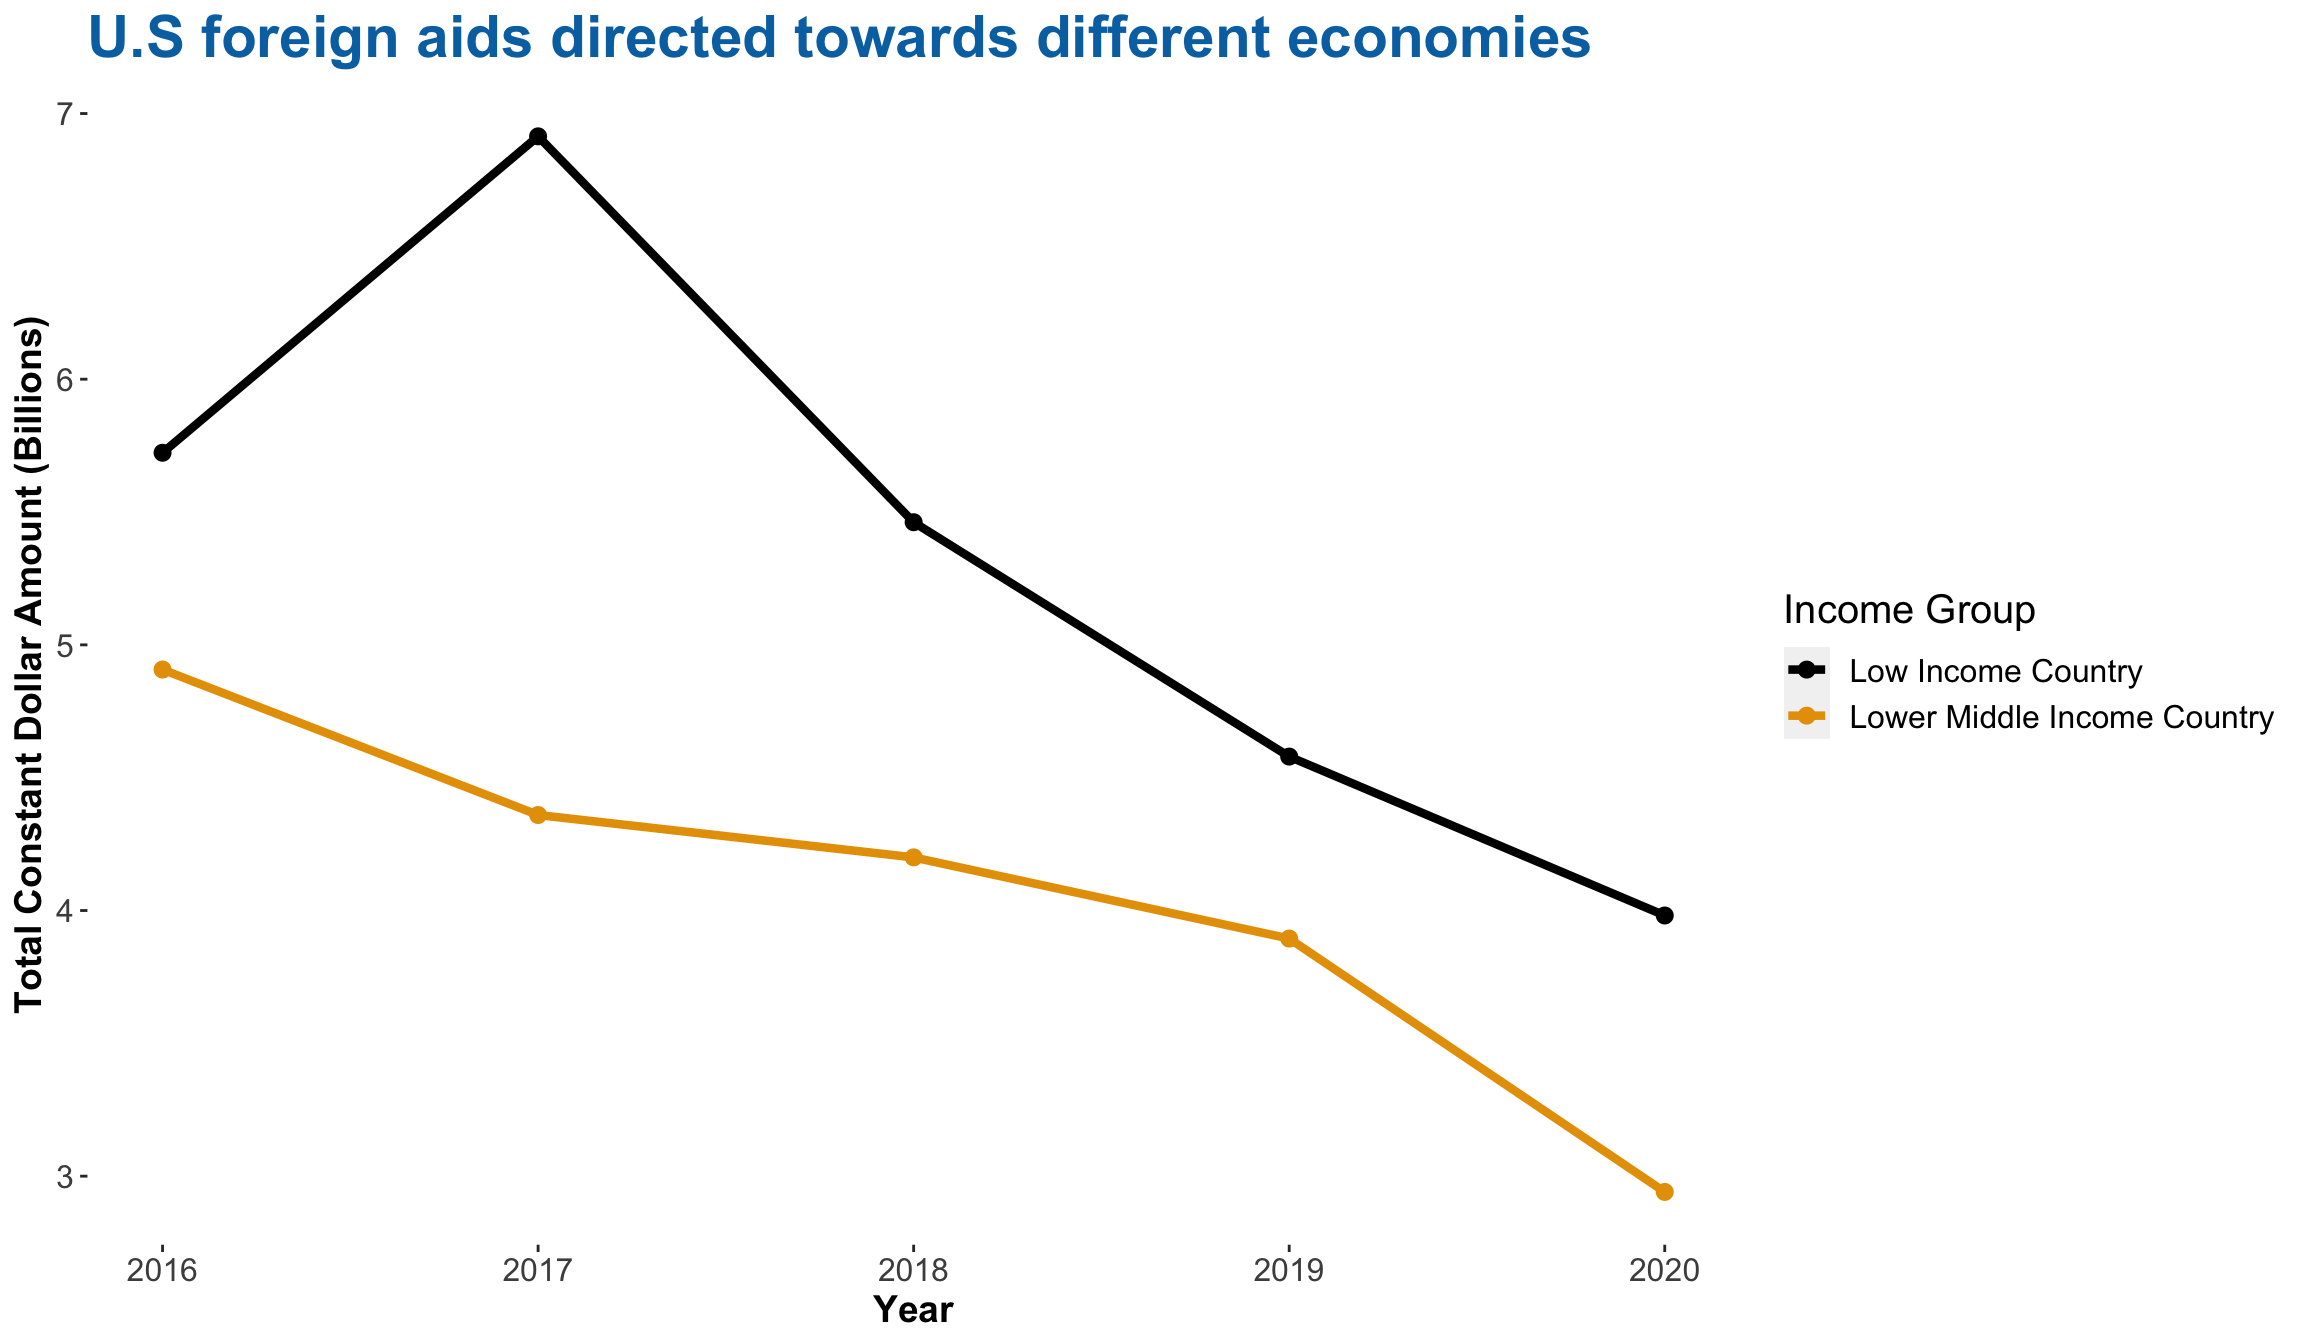 U.S foreign aids directed towards different economies
Total Constant Dollar Amount (Billions)
7
6
5
4
3
2016 2017 2018 2019 2020
Year
Income Group
Low Income Country
Lower Middle Income Country